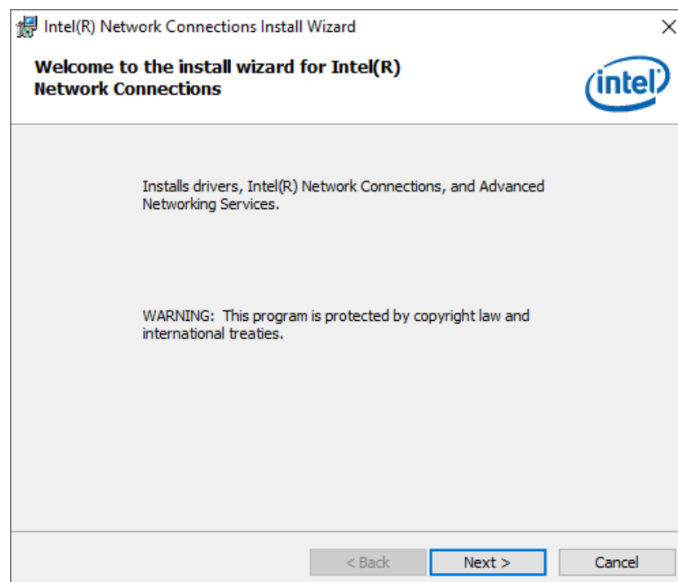 Intel(R) Network Connections Install Wizard
Welcome to the install wizard for Intel(R)
Network Connections
intel
Installs drivers, Intel(R) Network Connections, and Advanced
Networking Services.
WARNING:  This program is protected by copyright law and
international treaties.
< Back
Next >
Cancel